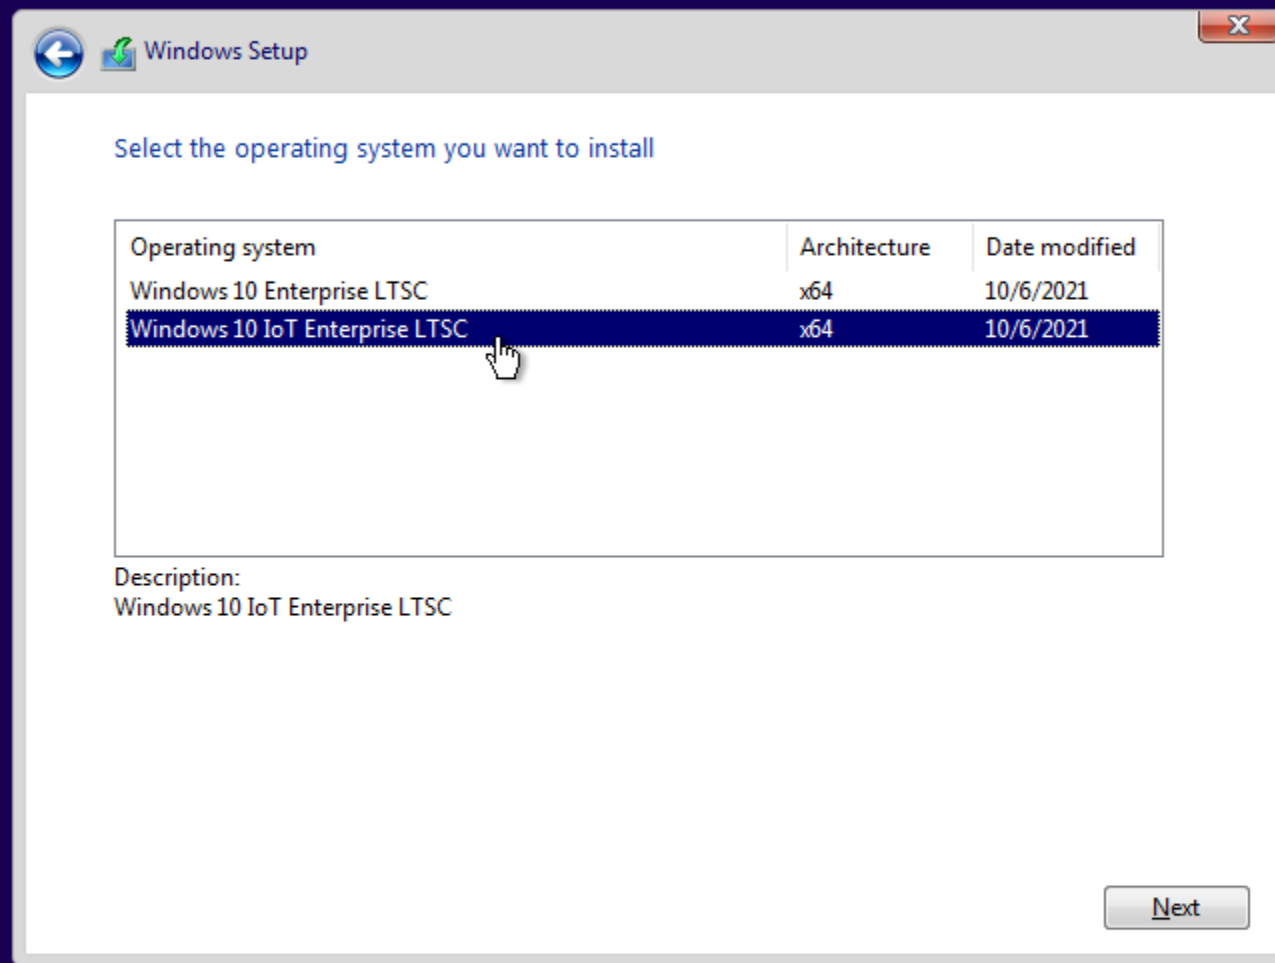 Windows Setup
Select the operating system you want to install
Operating system Architecture Date modified
Windows 10 Enterprise LTSC x64 10/6/2021
Windows 10 IoT Enterprise LTSC x64 10/6/2021
Description:
Windows 10 IoT Enterprise LTSC
Next